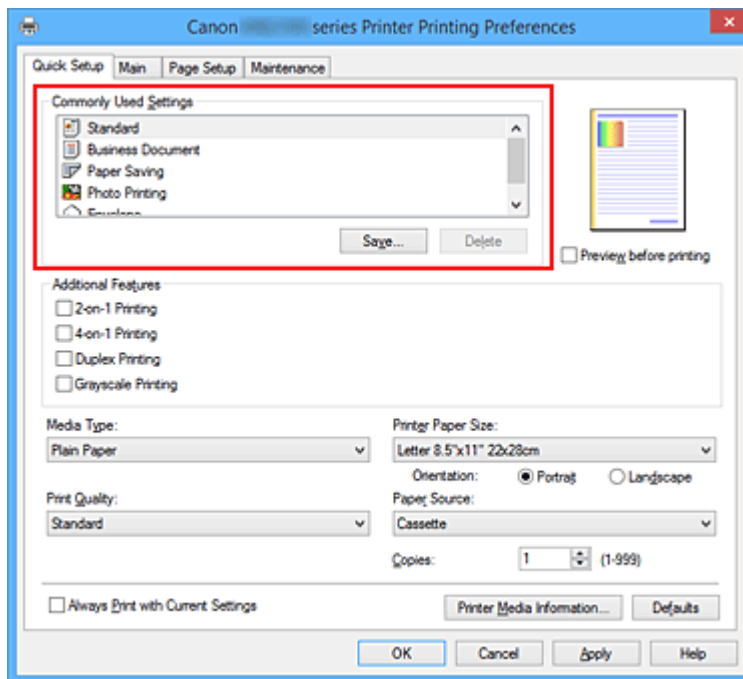 Canon series Printer Printing Preferences
Quick Setup Main Page Setup Maintenance
Commonly Used Settings
Standard
Business Document
Paper Saving
Photo Printing
Envelope
Save... Delete
Preview before printing
Addtional Features
2-on-1 Printing
4-on-1 Printing
Duplex Printing
Grayscale Printing
Media Type: Printer Paper Size:
Plain Paper Letter 8.5"x11" 22x28cm
Orientation: Portrait Landscape
Print Quality: Paper Source:
Standard Cassette
Copies: 1 (1-999)
Always Print with Current Settings Printer Media Information... Defaults
OK Cancel Apply Help